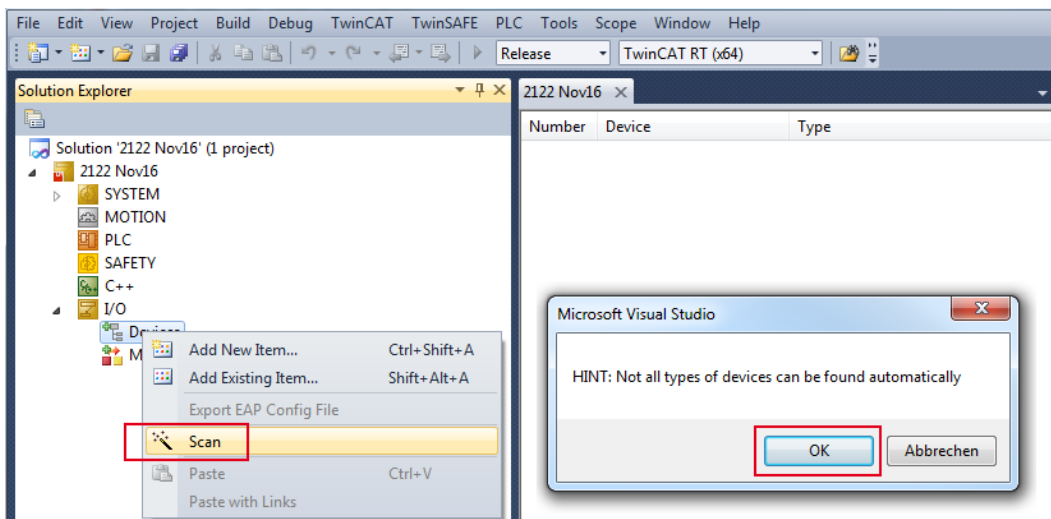 File Edit View Project Build Debug TwinCAT TwinSAFE PLC Tools Scope Window Help
Release TwinCAT RT (x64)
Solution Explorer
2122 Nov16
Number Device Type
Solution '2122 Nov16' (1 project)
2122 Nov16
SYSTEM
MOTION
PLC
SAFETY
C++
I/O
Devices
M
Add New Item... Ctrl+Shift+A
Add Existing Item... Shift+Alt+A
Export EAP Config File
Scan
Paste Ctrl+V
Paste with Links
Microsoft Visual Studio
HINT: Not all types of devices can be found automatically
OK Abbrechen